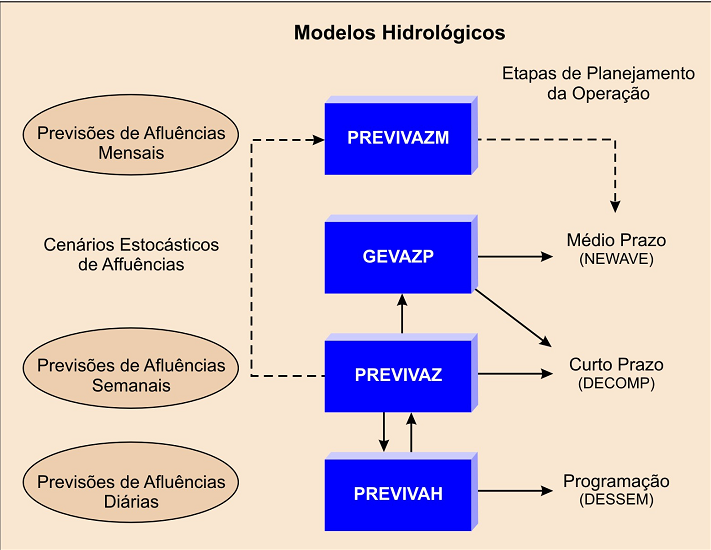 Modelos Hidrológicos
Etapas de Planejamento
da Operação
Previsões de Afluências
Mensais
PREVIVAZM
Cenários Estocásticos
de Affuências
GEVAZP
Médio Prazo
(NEWAVE)
Previsões de Afluências
Semanais
PREVIVAZ
Curto Prazo
(DECOMP)
Previsões de Afluências
Diárias
PREVIVAH
Programação
(DESSEM)